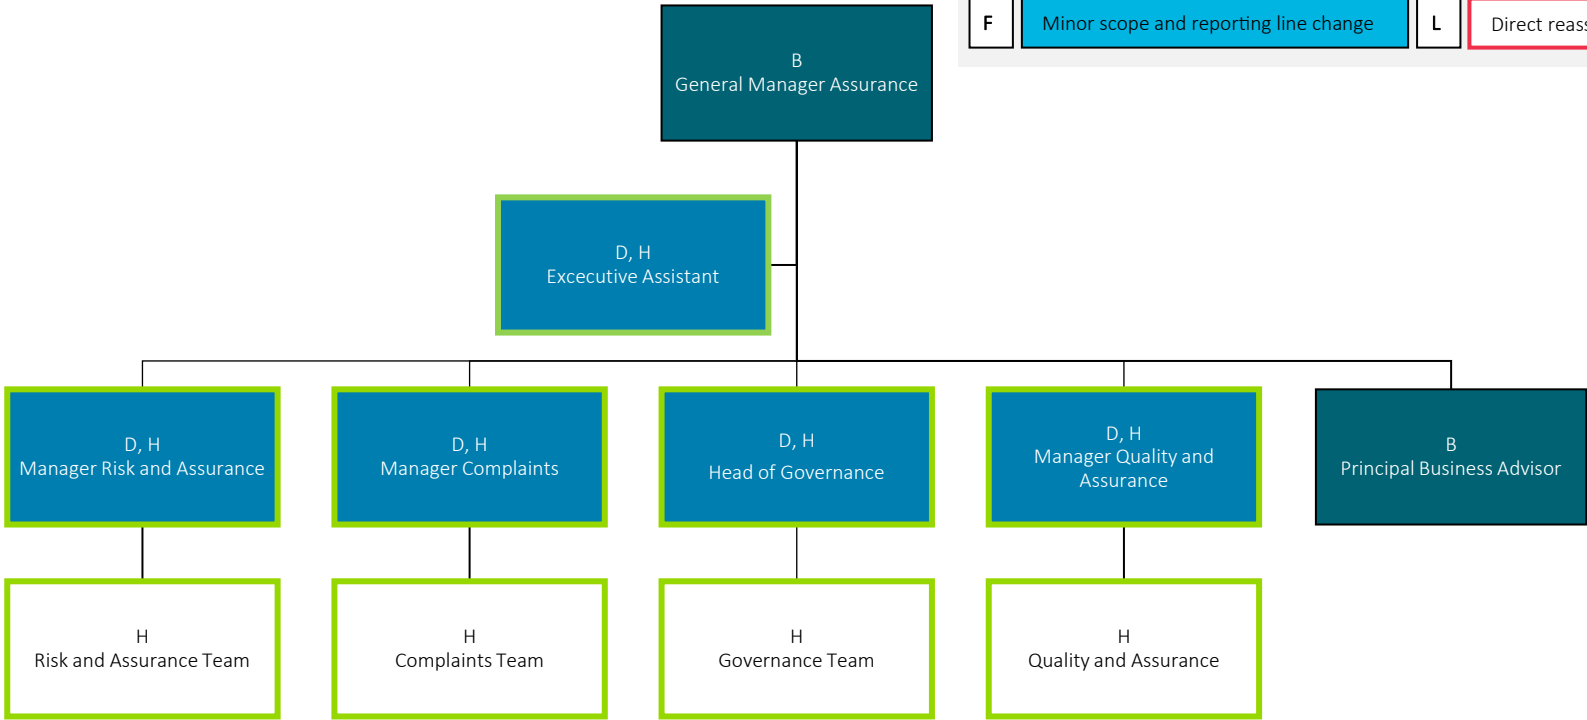 F Minor scope and reporting line change L Direct reass
B
General Manager Assurance
D, H
Excecutive Assistant
D, H
Manager Risk and Assurance
D, H
Manager Complaints
D, H
Head of Governance
D, H
Manager Quality and
Assurance
B
Principal Business Advisor
H
Risk and Assurance Team
H
Complaints Team
H
Governance Team
H
Quality and Assurance